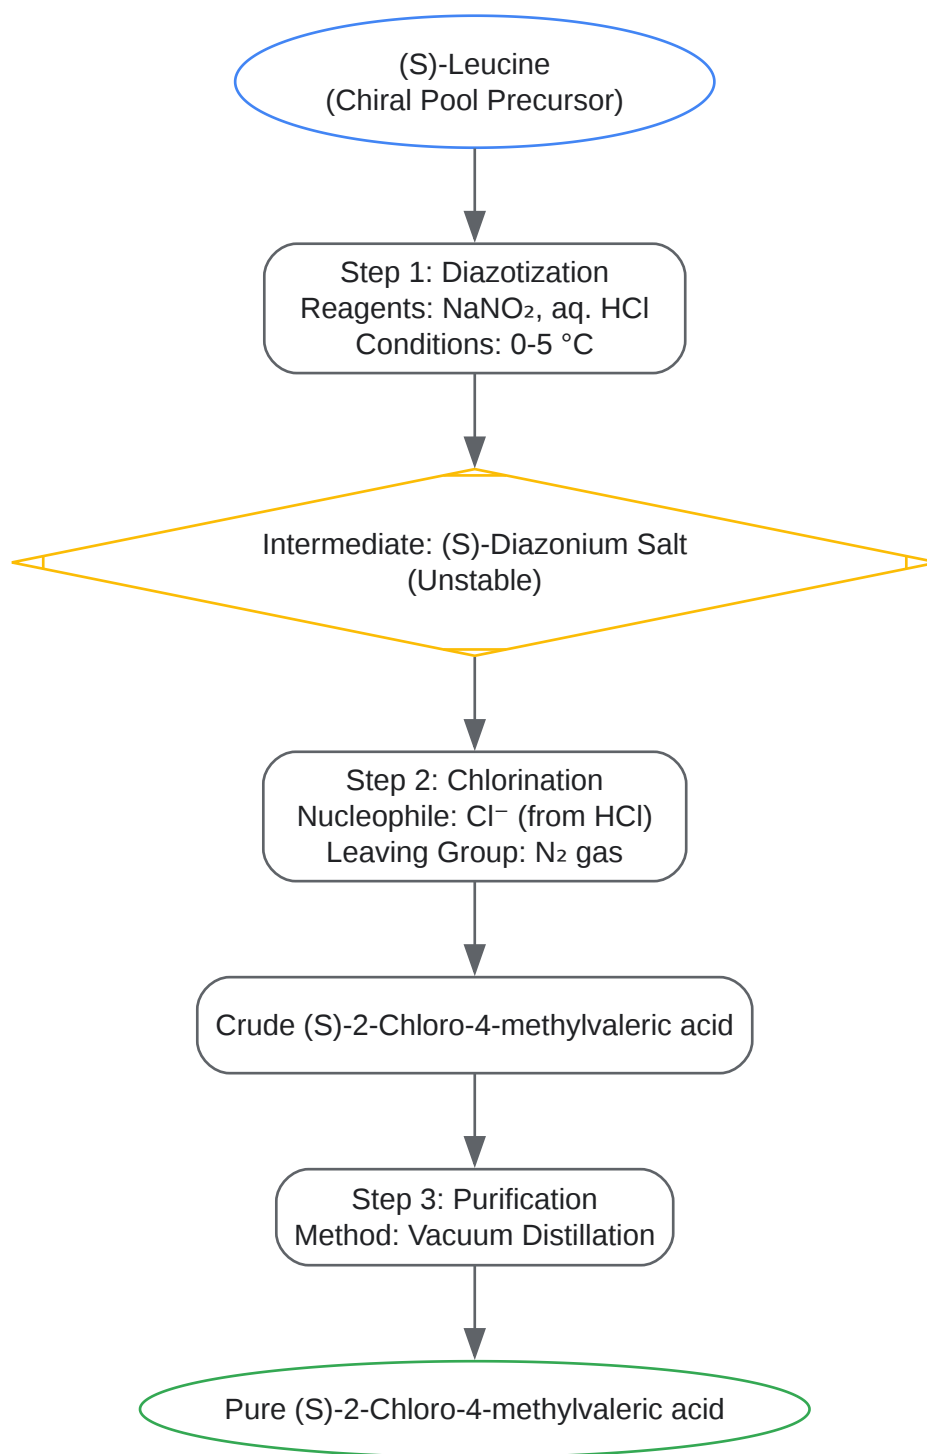 (S)-Leucine
(Chiral Pool Precursor)
Step 1: Diazotization
Reagents: NaNO₂, aq. HCl
Conditions: 0-5 °C
Intermediate: (S)-Diazonium Salt
(Unstable)
Step 2: Chlorination
Nucleophile: Cl⁻ (from HCl)
Leaving Group: N₂ gas
Crude (S)-2-Chloro-4-methylvaleric acid
Step 3: Purification
Method: Vacuum Distillation
Pure (S)-2-Chloro-4-methylvaleric acid